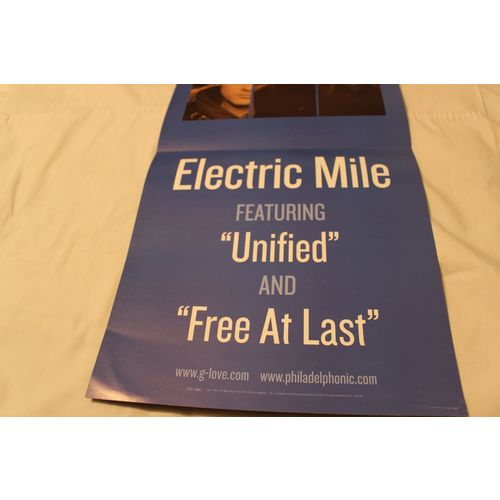 Electric Mile
FEATURING
“Unified”
AND
“Free At Last”
www.g-love.com www.philadelphonic.com